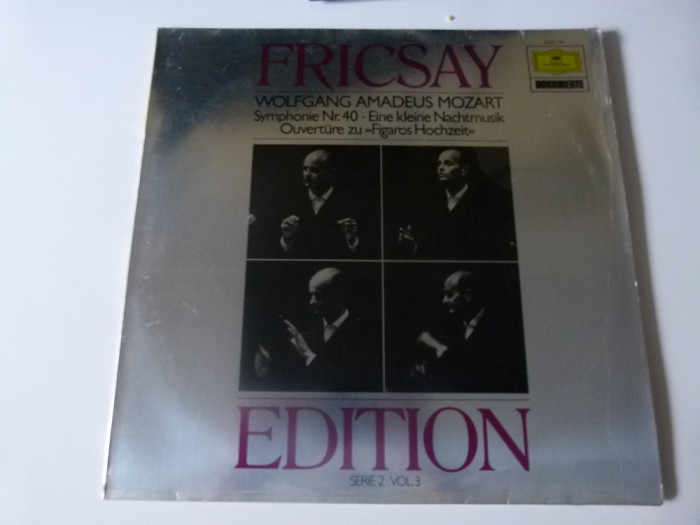 FRICSAY
WOLFGANG AMADEUS MOZART
Symphonie Nr. 40 · Eine kleine Nachtmusik
Ouvertüre zu »Figaros Hochzeit«
DOKUMENTE
EDITION
SERIE 2 · VOL. 3